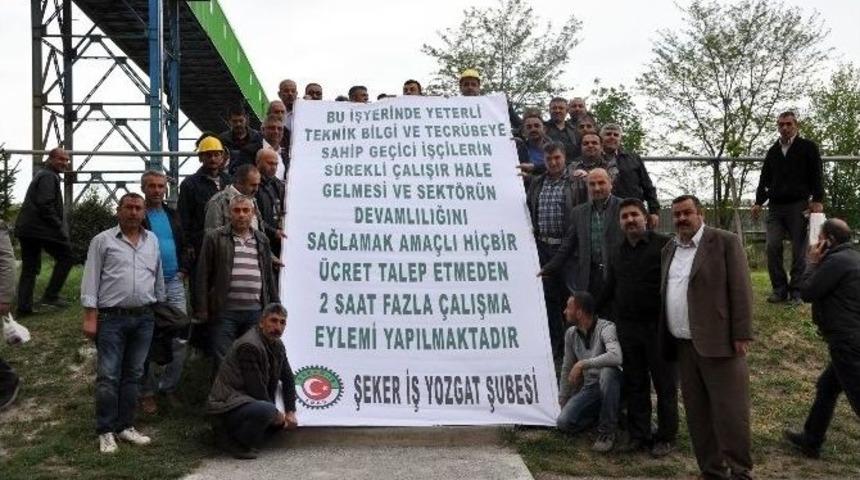 BU İŞYERİNDE YETERLİ
TEKNİK BİLGİ VE TECRÜBEYE
SAHİP GEÇİCİ İŞÇİLERİN
SÜREKLİ ÇALIŞIR HALE
GELMESİ VE SEKTÖRÜN
DEVAMLILIĞINI
SAĞLAMAK AMAÇLI HİÇBİR
ÜCRET TALEP ETMEDEN
2 SAAT FAZLA ÇALIŞMA
EYLEMİ YAPILMAKTADIR
ŞEKER İŞ YOZGAT ŞUBESİ